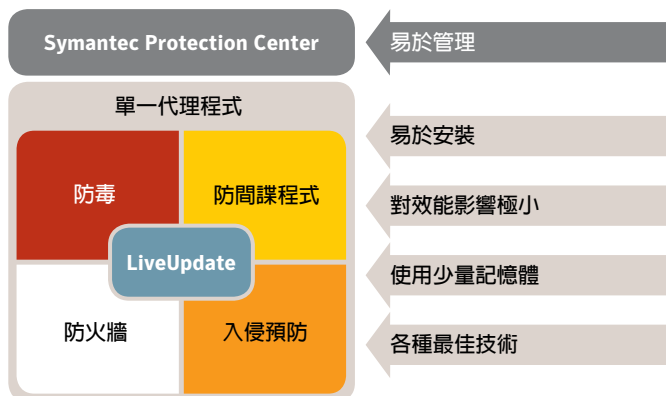 Symantec Protection Center
易於管理
單一代理程式
易於安裝
防毒
防間諜程式
對效能影響極小
LiveUpdate
使用少量記憶體
防火牆
入侵預防
各種最佳技術